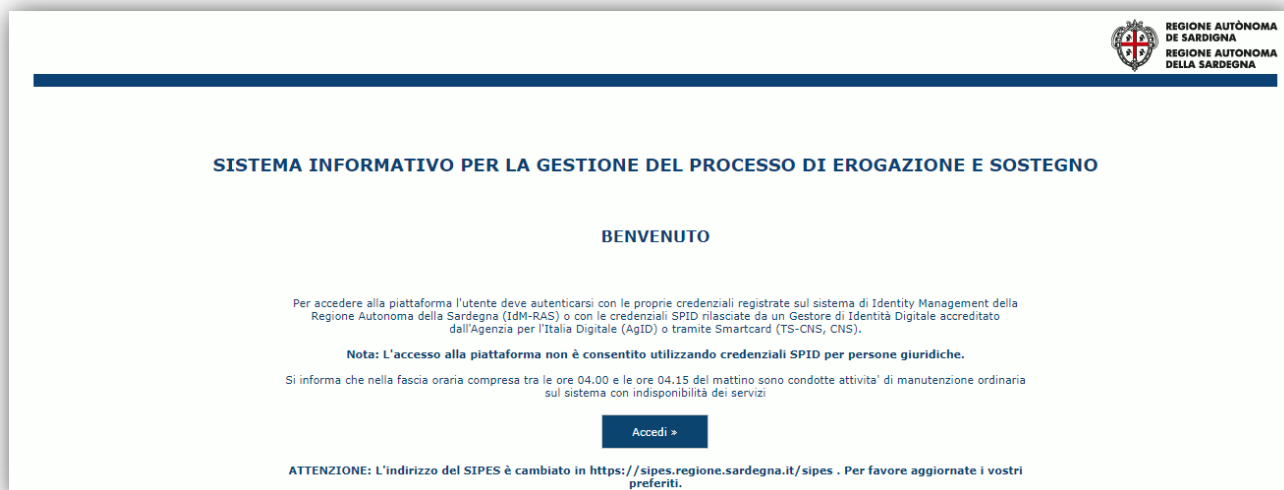 REGIONE AUTÒNOMA
DE SARDIGNA
REGIONE AUTONOMA
DELLA SARDEGNA
SISTEMA INFORMATIVO PER LA GESTIONE DEL PROCESSO DI EROGAZIONE E SOSTEGNO
BENVENUTO
Per accedere alla piattaforma l'utente deve autenticarsi con le proprie credenziali registrate sul sistema di Identity Management della
Regione Autonoma della Sardegna (IdM-RAS) o con le credenziali SPID rilasciate da un Gestore di Identità Digitale accreditato
dall'Agenzia per l'Italia Digitale (AgID) o tramite Smartcard (TS-CNS, CNS).
Nota: L'accesso alla piattaforma non è consentito utilizzando credenziali SPID per persone giuridiche.
Si informa che nella fascia oraria compresa tra le ore 04.00 e le ore 04.15 del mattino sono condotte attivita' di manutenzione ordinaria
sul sistema con indisponibilità dei servizi
Accedi »
ATTENZIONE: L'indirizzo del SIPES è cambiato in https://sipes.regione.sardegna.it/sipes . Per favore aggiornate i vostri
preferiti.